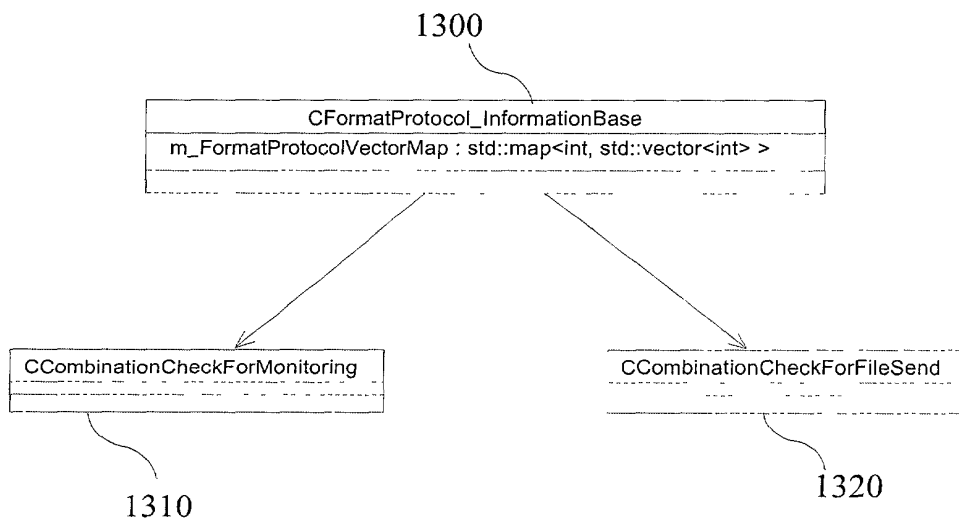 1300
CFormatProtocol_InformationBase
m_FormatProtocolVectorMap : std::map<int, std::vector<int> >
CCombinationCheckForMonitoring
CCombinationCheckForFileSend
1310
1320